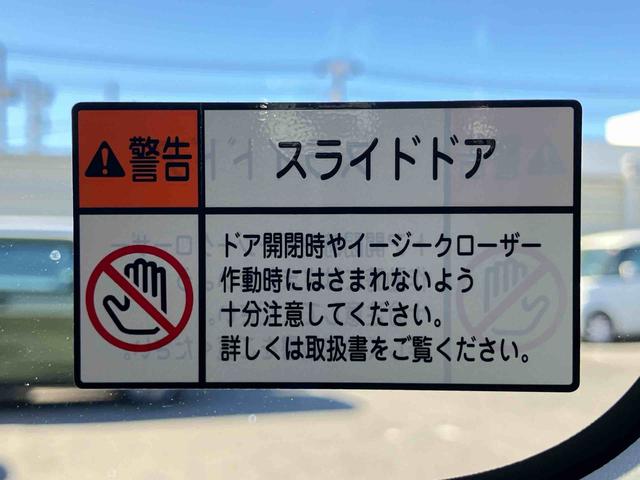 警告
スライドドア
ドア開閉時やイージークローザー
作動時にはさまれないよう
十分注意してください。
詳しくは取扱書をご覧ください。